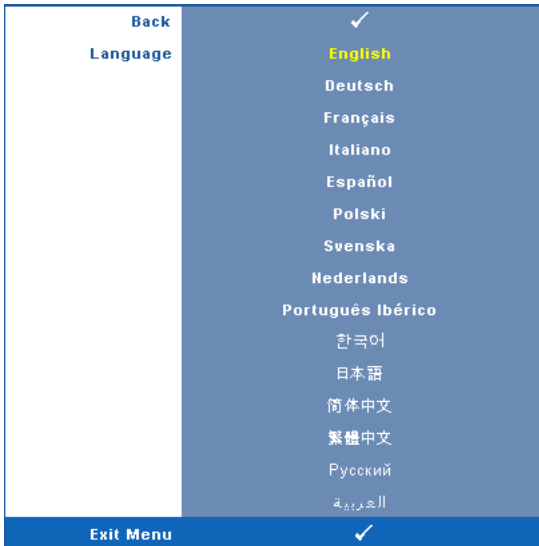 Back ✓
Language English
Deutsch
Français
Italiano
Español
Polski
Svenska
Nederlands
Português Ibérico
한국어
日本語
简体中文
繁體中文
Русский
العربية
Exit Menu ✓